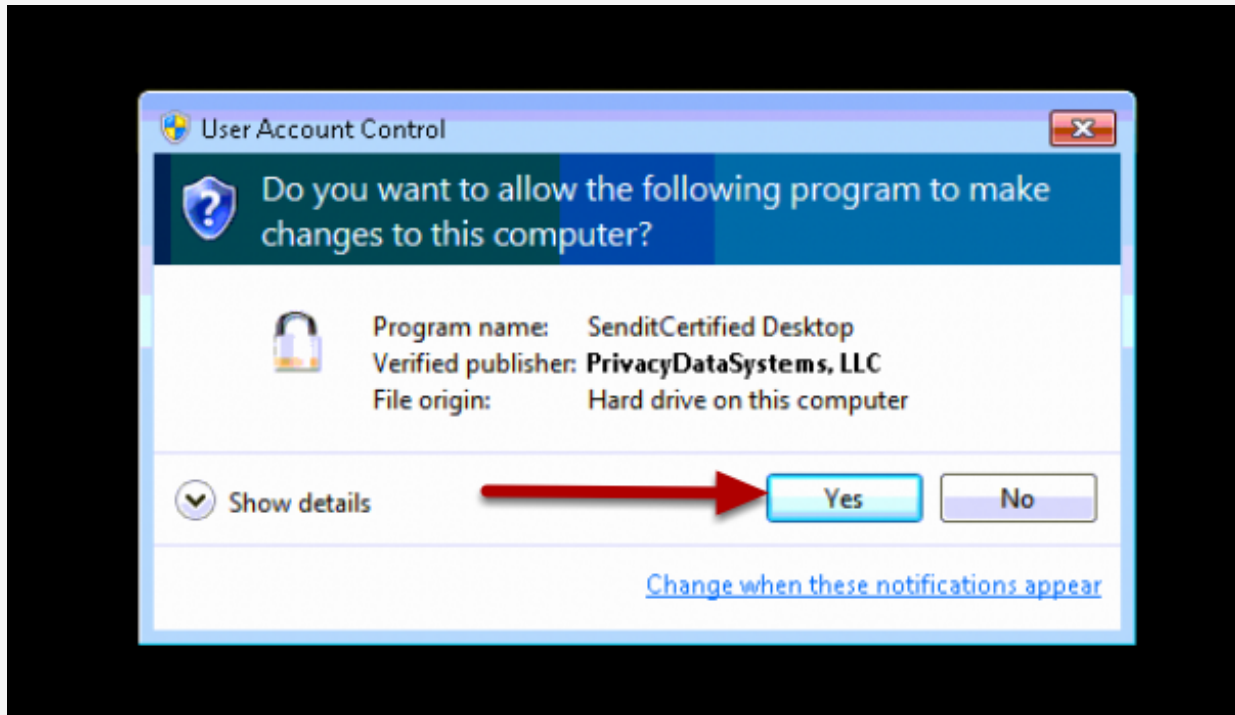 User Account Control
Do you want to allow the following program to make
changes to this computer?
Program name: SenditCertified Desktop
Verified publisher: PrivacyDataSystems, LLC
File origin: Hard drive on this computer
Show details
Yes
No
Change when these notifications appear